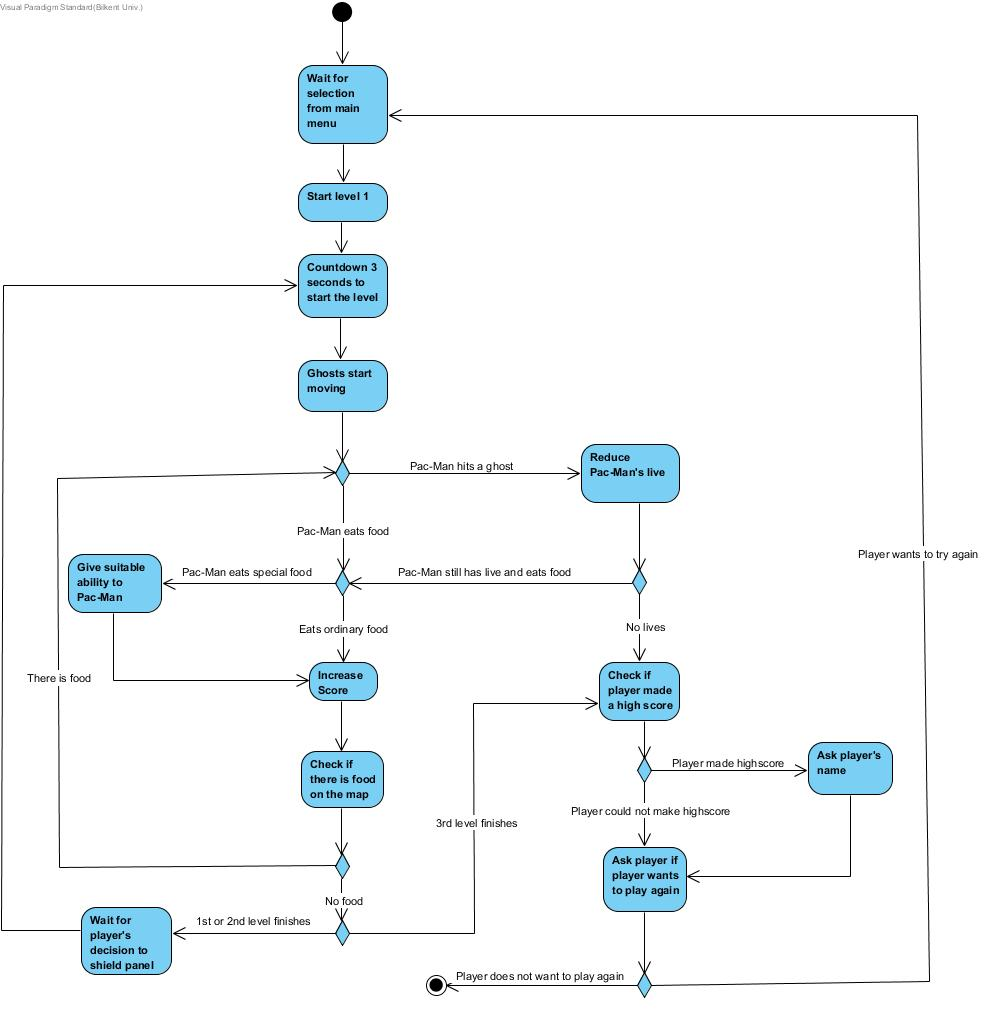 Visual Paradigm Standard(Bilkent Univ.)
Wait for
selection
from main
menu
Start level 1
Countdown 3
seconds to
start the level
Ghosts start
moving
Pac-Man hits a ghost
Reduce
Pac-Man's live
Pac-Man eats food
Player wants to try again
Give suitable
ability to
Pac-Man
Pac-Man eats special food
Pac-Man still has live and eats food
Eats ordinary food
No lives
There is food
Increase
Score
Check if
player made
a high score
Check if
there is food
on the map
Player made highscore
Ask player's
name
Player could not make highscore
3rd level finishes
Ask player if
player wants
to play again
No food
Wait for
player's
decision to
shield panel
1st or 2nd level finishes
Player does not want to play again